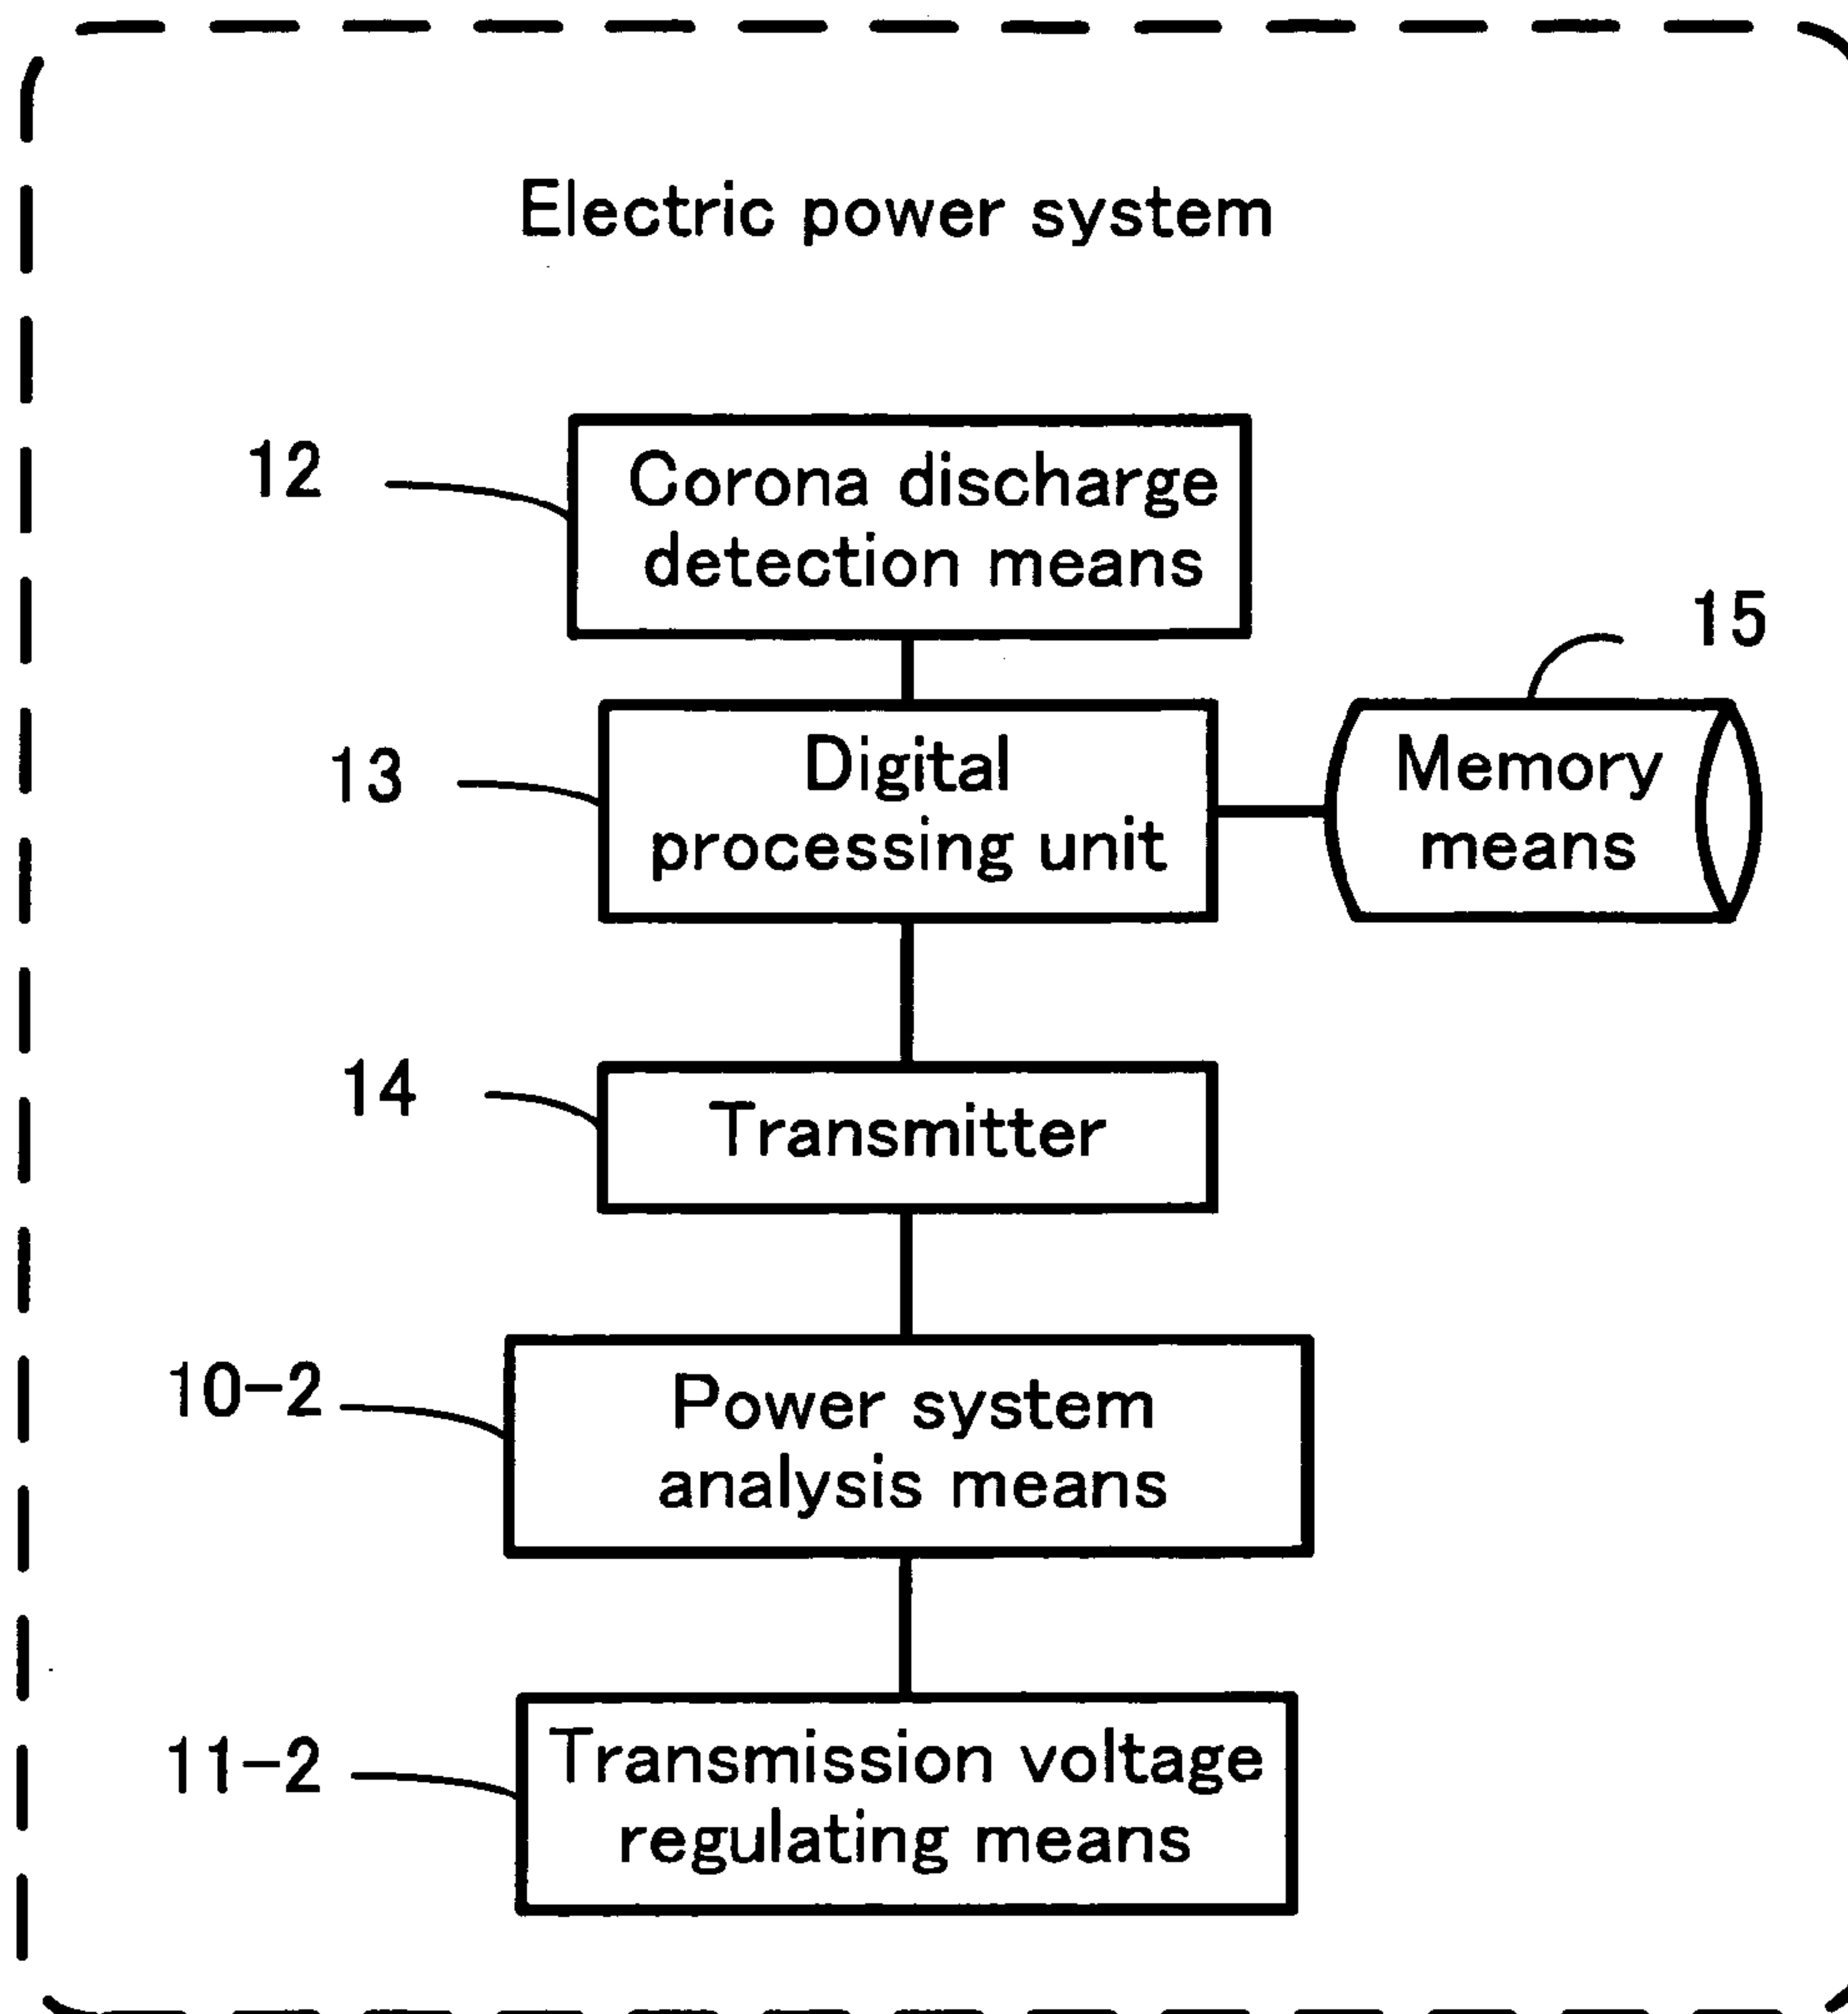 Electric power system
12
Corona discharge
detection means
15
13
Digital
processing unit
Memory
means
14
Transmitter
10-2
Power system
analysis means
11-2
Transmission voltage
regulating means